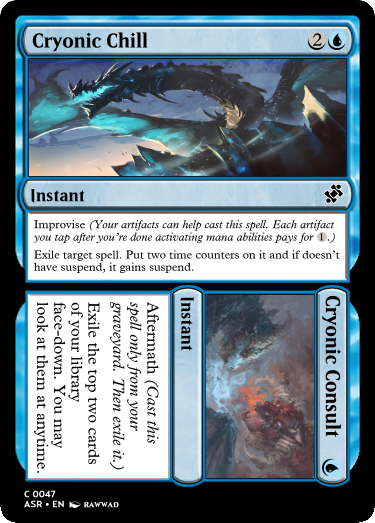 Cryonic Chill 2
Instant
Improvise (Your artifacts can help cast this spell. Each artifact
you tap after you're done activating mana abilities pays for 1.)
Exile target spell. Put two time counters on it and if doesn't
have suspend, it gains suspend.
Cryonic Consult
Instant
Aftermath (Cast this
spell only from your
graveyard. Then exile it.)
Exile the top two cards
of your library
face-down. You may
look at them at anytime.
C 0047
ASR • EN RAWWAD